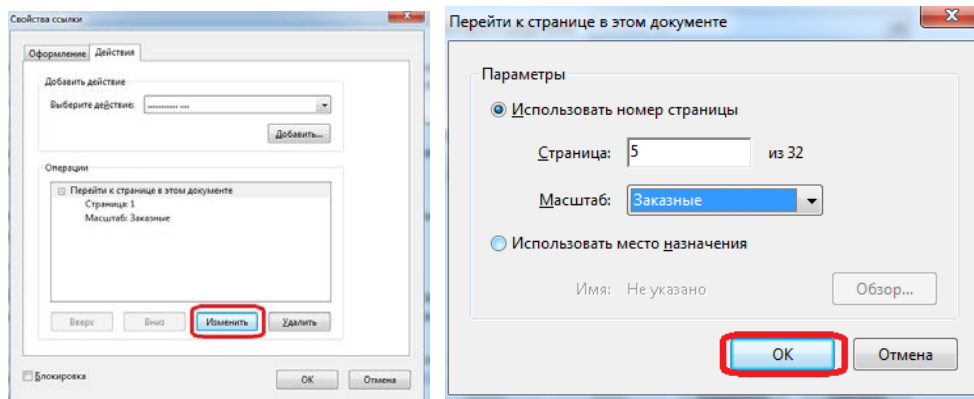 Свойства ссылки
Оформление Действия
Добавить действие
Выберите действие: ............ ....
Добавить...
Операции
Перейти к странице в этом документе
Страница: 1
Масштаб: Заказные
Вверх Вниз Изменить Удалить
Блокировка
ОК Отмена
Перейти к странице в этом документе
Параметры
Использовать номер страницы
Страница: 5 из 32
Масштаб: Заказные
Использовать место назначения
Имя: Не указано Обзор...
ОК Отмена